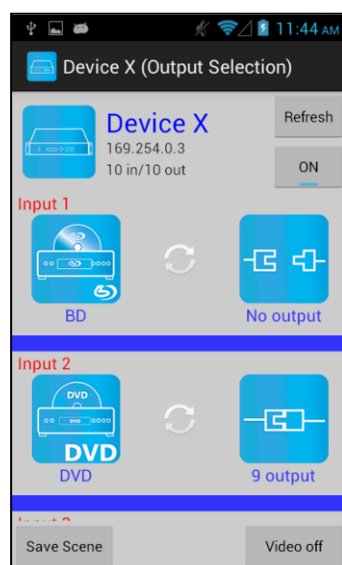 11:44 AM
Device X (Output Selection)
Device X
Refresh
169.254.0.3
10 in/10 out
ON
Input 1
BD
No output
Input 2
DVD
DVD
DVD
9 output
Save Scene
Video off